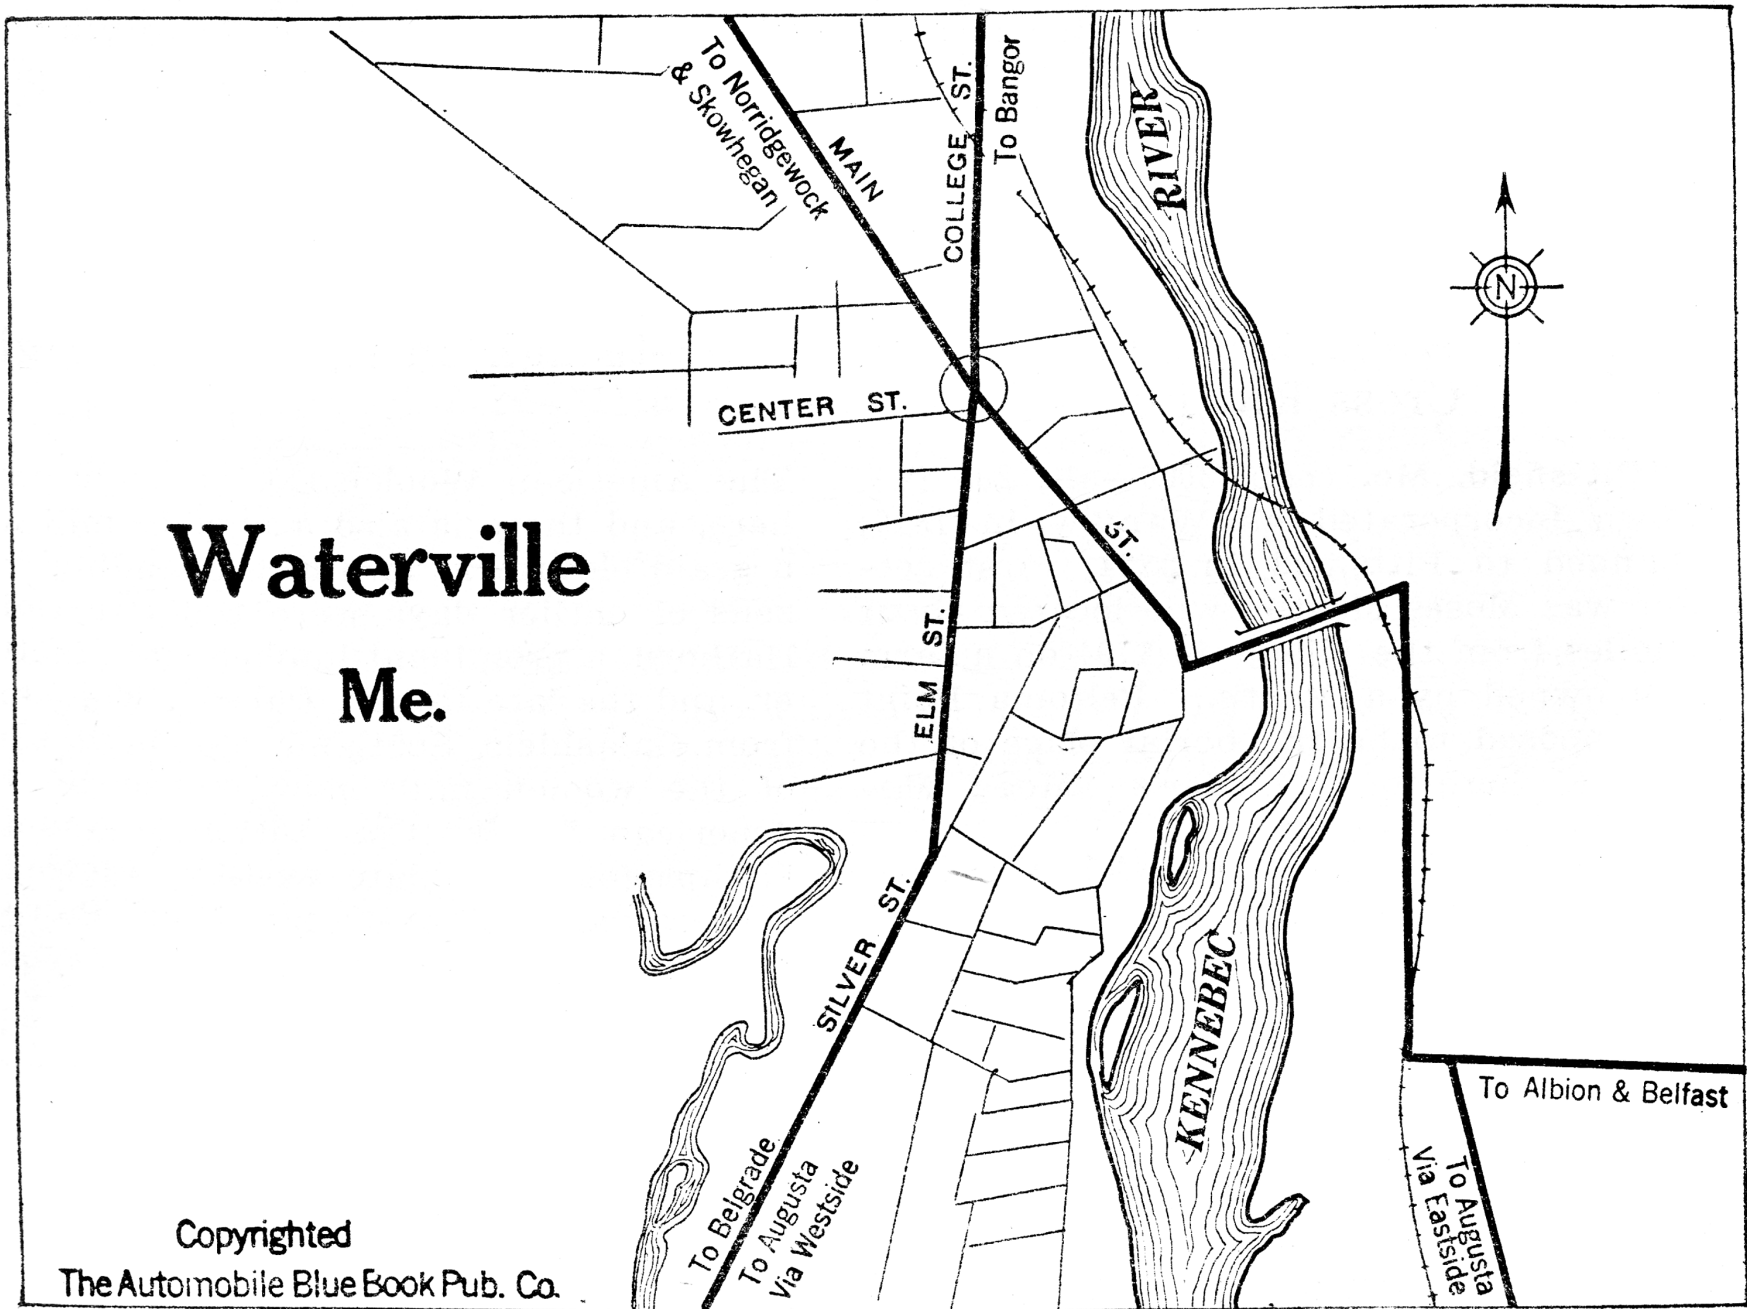 To Norridgewock
& Skowhegan
MAIN
COLLEGE ST.
To Bangor
RIVER
N
CENTER ST.
ST.
Waterville
Me.
ELM ST.
SILVER ST.
KENNEBEC
To Albion & Belfast
To Belgrade
To Augusta
Via Westside
To Augusta
Via Eastside
Copyrighted
The Automobile Blue Book Pub. Co.